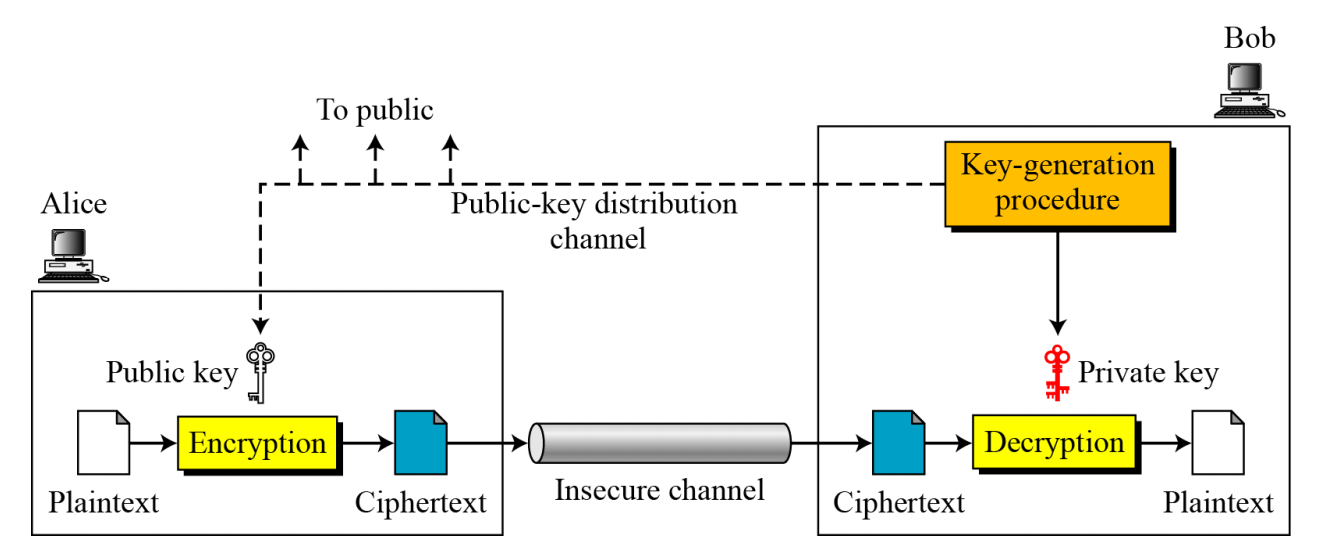 Bob
To public
Key-generation
procedure
Alice
Public-key distribution
channel
Public key
Private key
Encryption
Decryption
Plaintext
Ciphertext
Insecure channel
Ciphertext
Plaintext